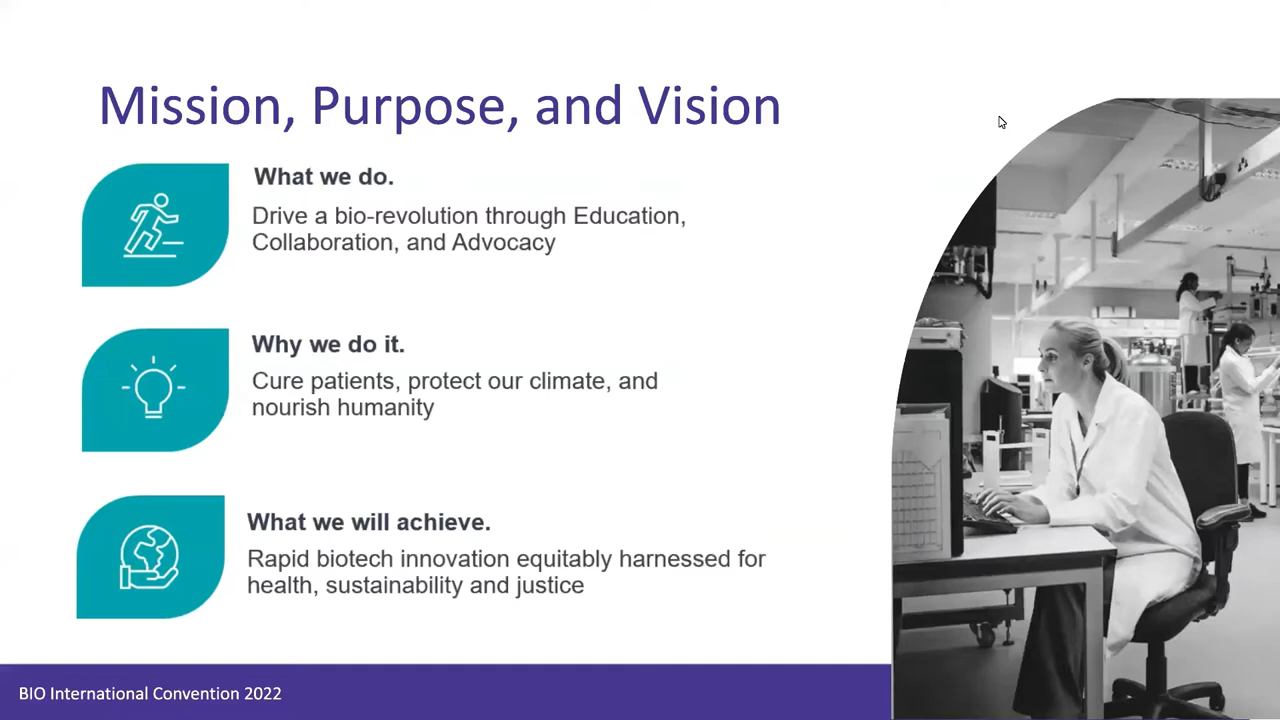 Mission, Purpose, and Vision
What we do.
Drive a bio-revolution through Education,
Collaboration, and Advocacy
Why we do it.
Cure patients, protect our climate, and
nourish humanity
What we will achieve.
Rapid biotech innovation equitably harnessed for
health, sustainability and justice
BIO International Convention 2022